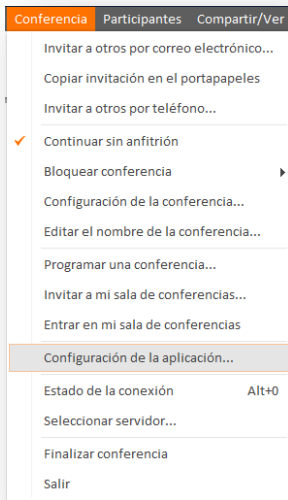 Conferencia Participantes Compartir/Ver
Invitar a otros por correo electrónico...
Copiar invitación en el portapapeles
Invitar a otros por teléfono...
Continuar sin anfitrión
Bloquear conferencia
Configuración de la conferencia...
Editar el nombre de la conferencia...
Programar una conferencia...
Invitar a mi sala de conferencias...
Entrar en mi sala de conferencias
Configuración de la aplicación...
Estado de la conexión Alt+0
Seleccionar servidor...
Finalizar conferencia
Salir